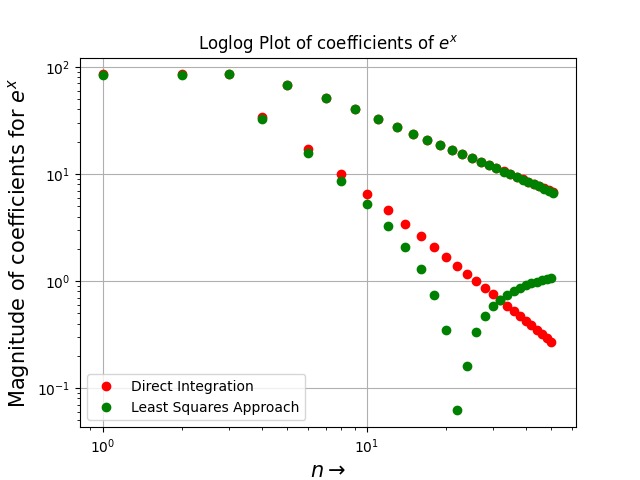 Loglog Plot of coefficients of e^x
Magnitude of coefficients for e^x
10^2
10^1
10^0
10^−1
Direct Integration
Least Squares Approach
10^0
10^1
n→